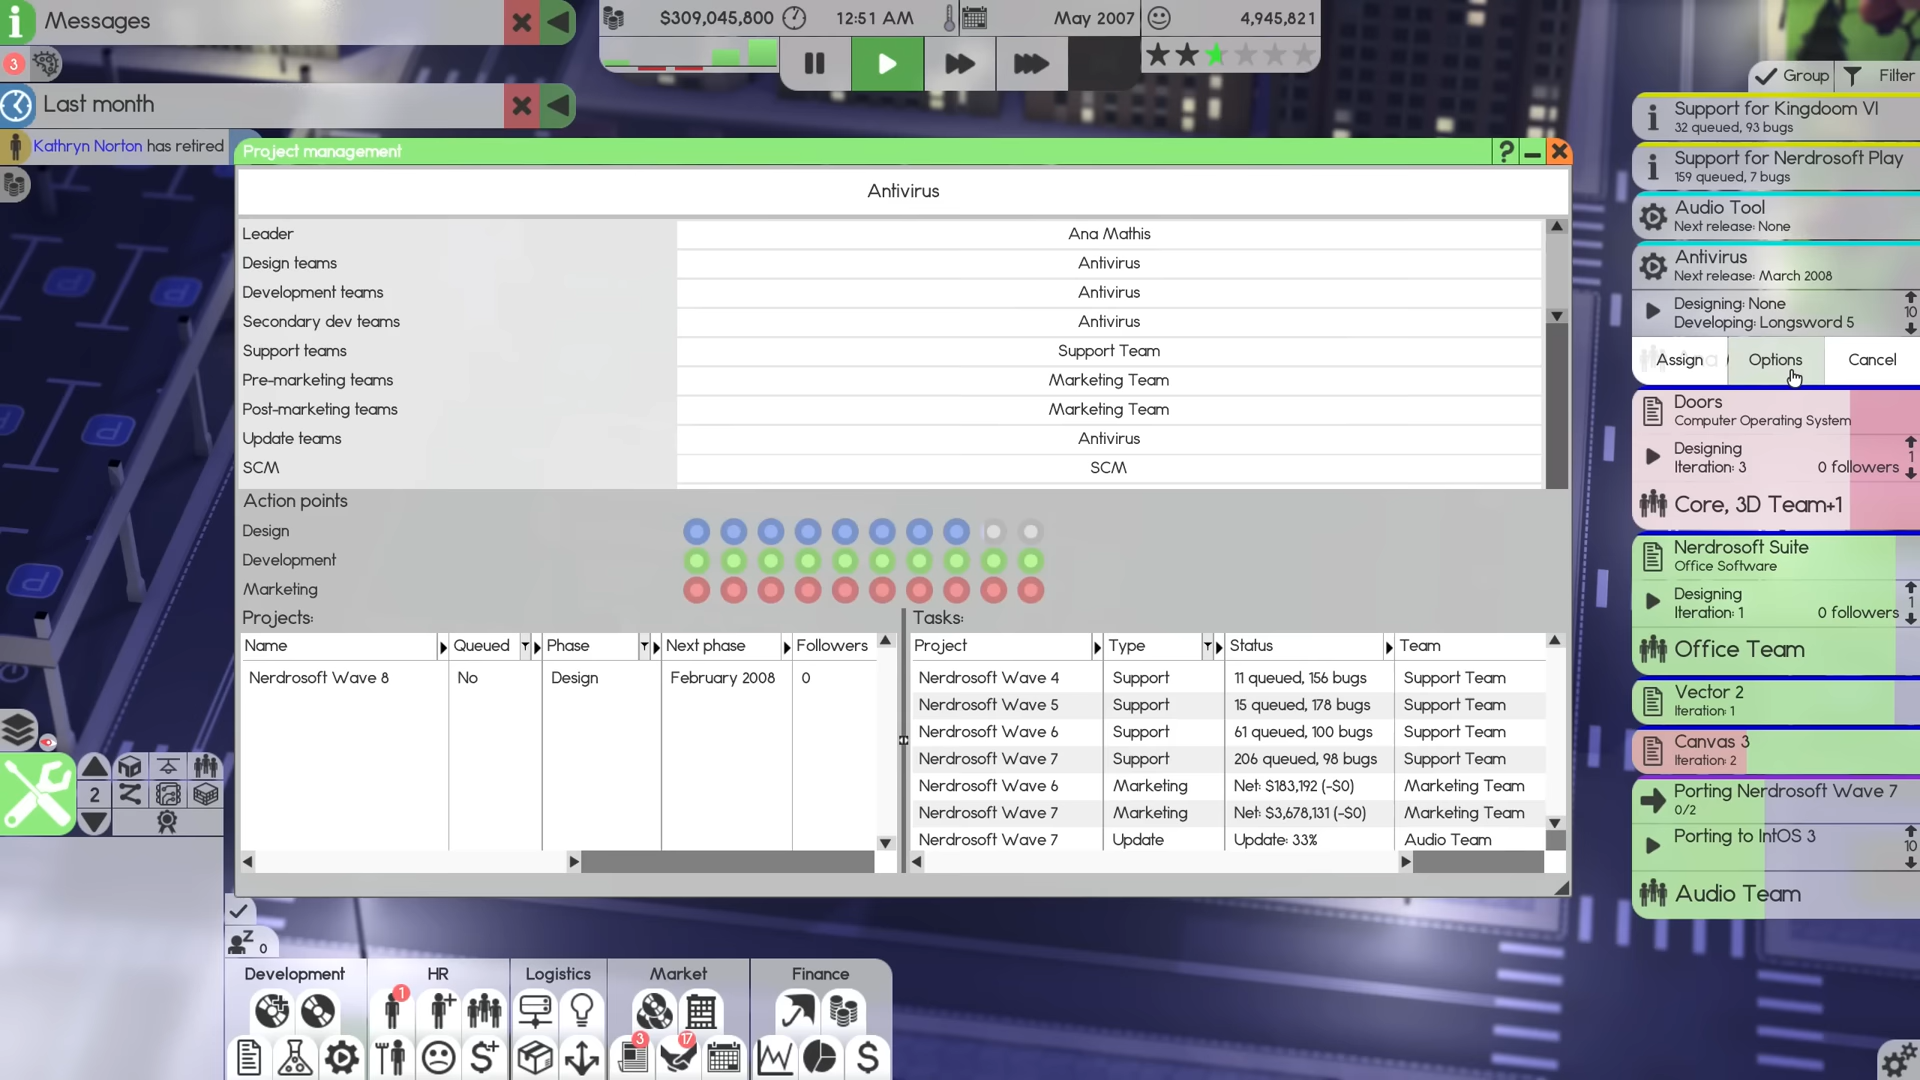 Messages
$309,045,800
12:51 AM
May 2007
4,945,821
3
Group
Filter
Last month
Kathryn Norton has retired
Project management
?
Antivirus
Leader
Ana Mathis
Design teams
Antivirus
Development teams
Antivirus
Secondary dev teams
Antivirus
Support teams
Support Team
Pre-marketing teams
Marketing Team
Post-marketing teams
Marketing Team
Update teams
Antivirus
SCM
SCM
Action points
Design
Development
Marketing
Projects:
Name
Queued
Phase
Next phase
Followers
Nerdrosoft Wave 8
No
Design
February 2008
0
Tasks:
Project
Type
Status
Team
Nerdrosoft Wave 4
Support
11 queued, 156 bugs
Support Team
Nerdrosoft Wave 5
Support
15 queued, 178 bugs
Support Team
Nerdrosoft Wave 6
Support
61 queued, 100 bugs
Support Team
Nerdrosoft Wave 7
Support
206 queued, 98 bugs
Support Team
Nerdrosoft Wave 6
Marketing
Net: $183,192 (-$0)
Marketing Team
Nerdrosoft Wave 7
Marketing
Net: $3,678,131 (-$0)
Marketing Team
Nerdrosoft Wave 7
Update
Update: 33%
Audio Team
Support for Kingdoom VI
32 queued, 93 bugs
Support for Nerdrosoft Play
159 queued, 7 bugs
Audio Tool
Next release: None
Antivirus
Next release: March 2008
Designing: None
Developing: Longsword 5
10
Assign
Options
Cancel
Doors
Computer Operating System
Designing
Iteration: 3
0 followers
1
Core, 3D Team+1
Nerdrosoft Suite
Office Software
Designing
Iteration: 1
0 followers
1
Office Team
Vector 2
Iteration: 1
Canvas 3
Iteration: 2
Porting Nerdrosoft Wave 7
0/2
Porting to IntOS 3
10
Audio Team
2
Z
0
Development
HR
Logistics
Market
Finance
1
3
17